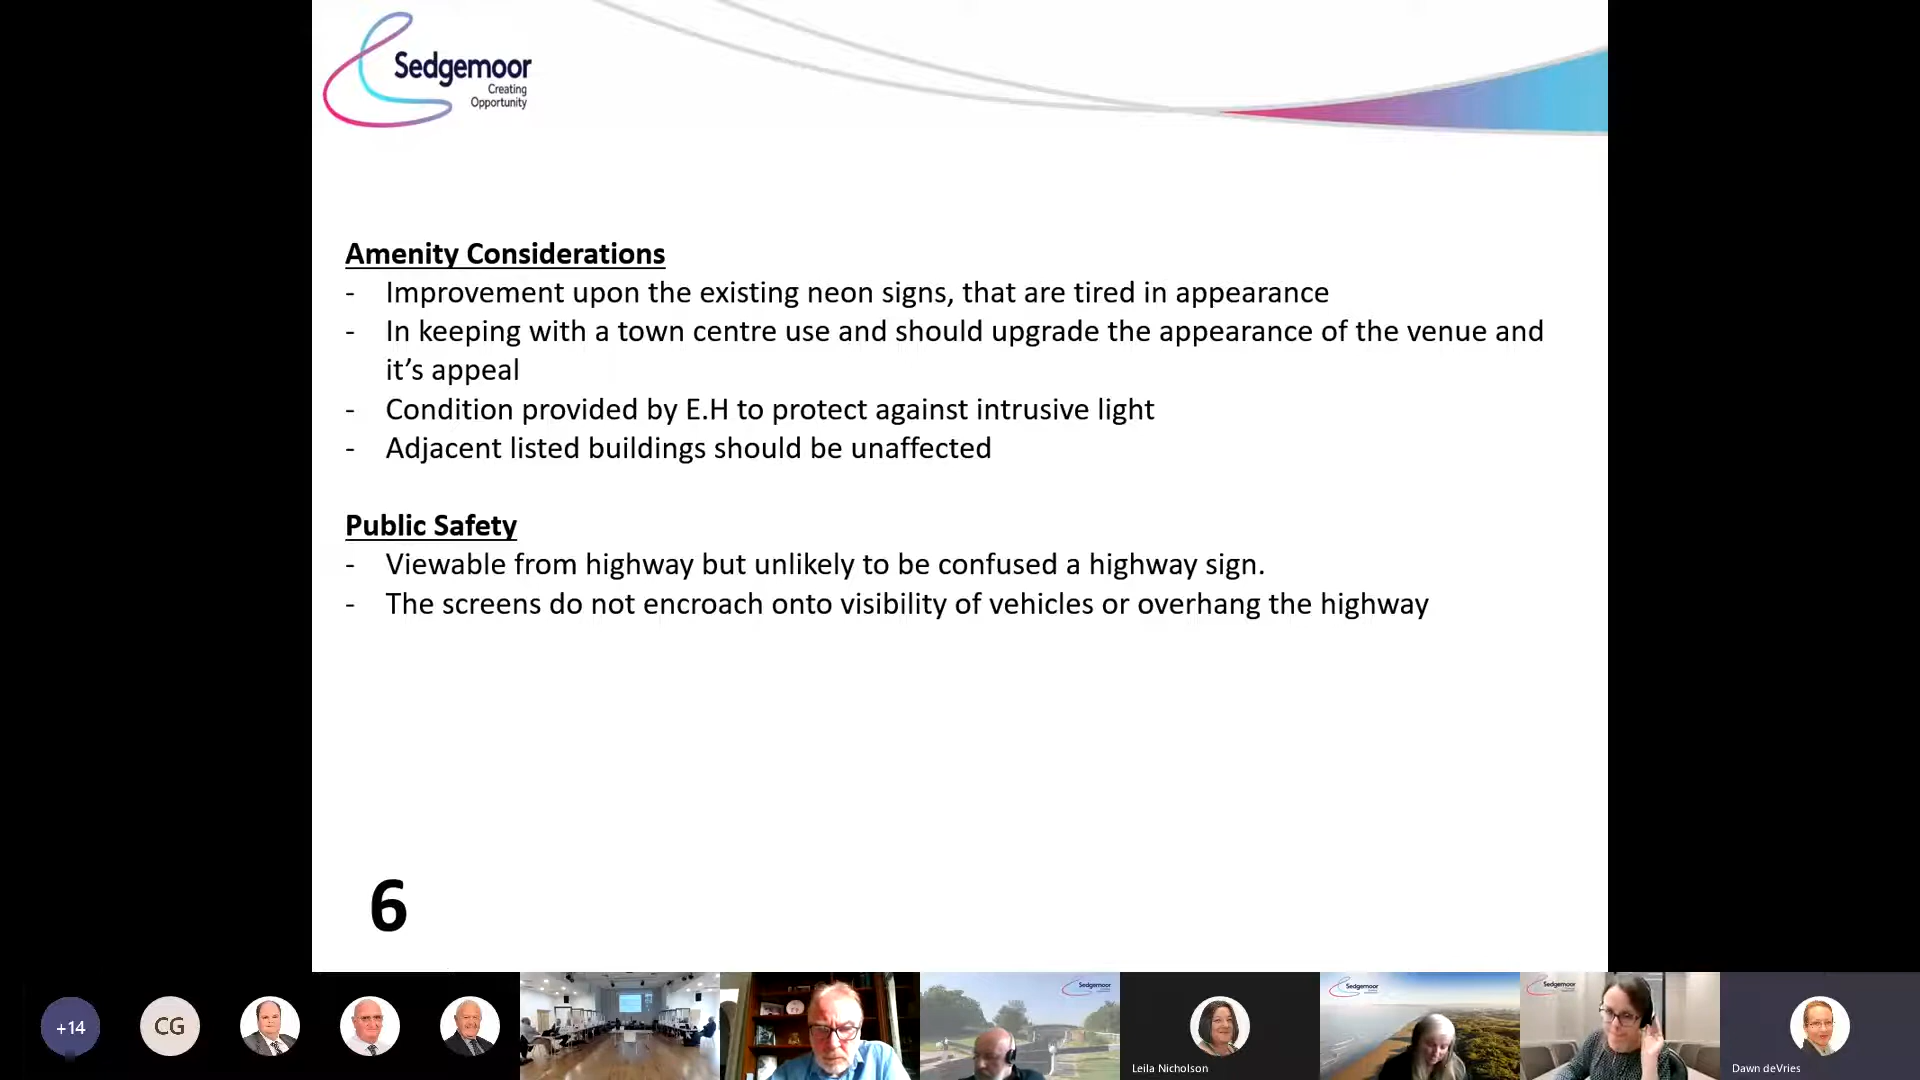 Sedgemoor
Creating
Opportunity
Amenity Considerations
- Improvement upon the existing neon signs, that are tired in appearance
- In keeping with a town centre use and should upgrade the appearance of the venue and
it’s appeal
- Condition provided by E.H to protect against intrusive light
- Adjacent listed buildings should be unaffected
Public Safety
- Viewable from highway but unlikely to be confused a highway sign.
- The screens do not encroach onto visibility of vehicles or overhang the highway
6
+14
CG
Sedgemoor
Leila Nicholson
Sedgemoor
Sedgemoor
Dawn deVries